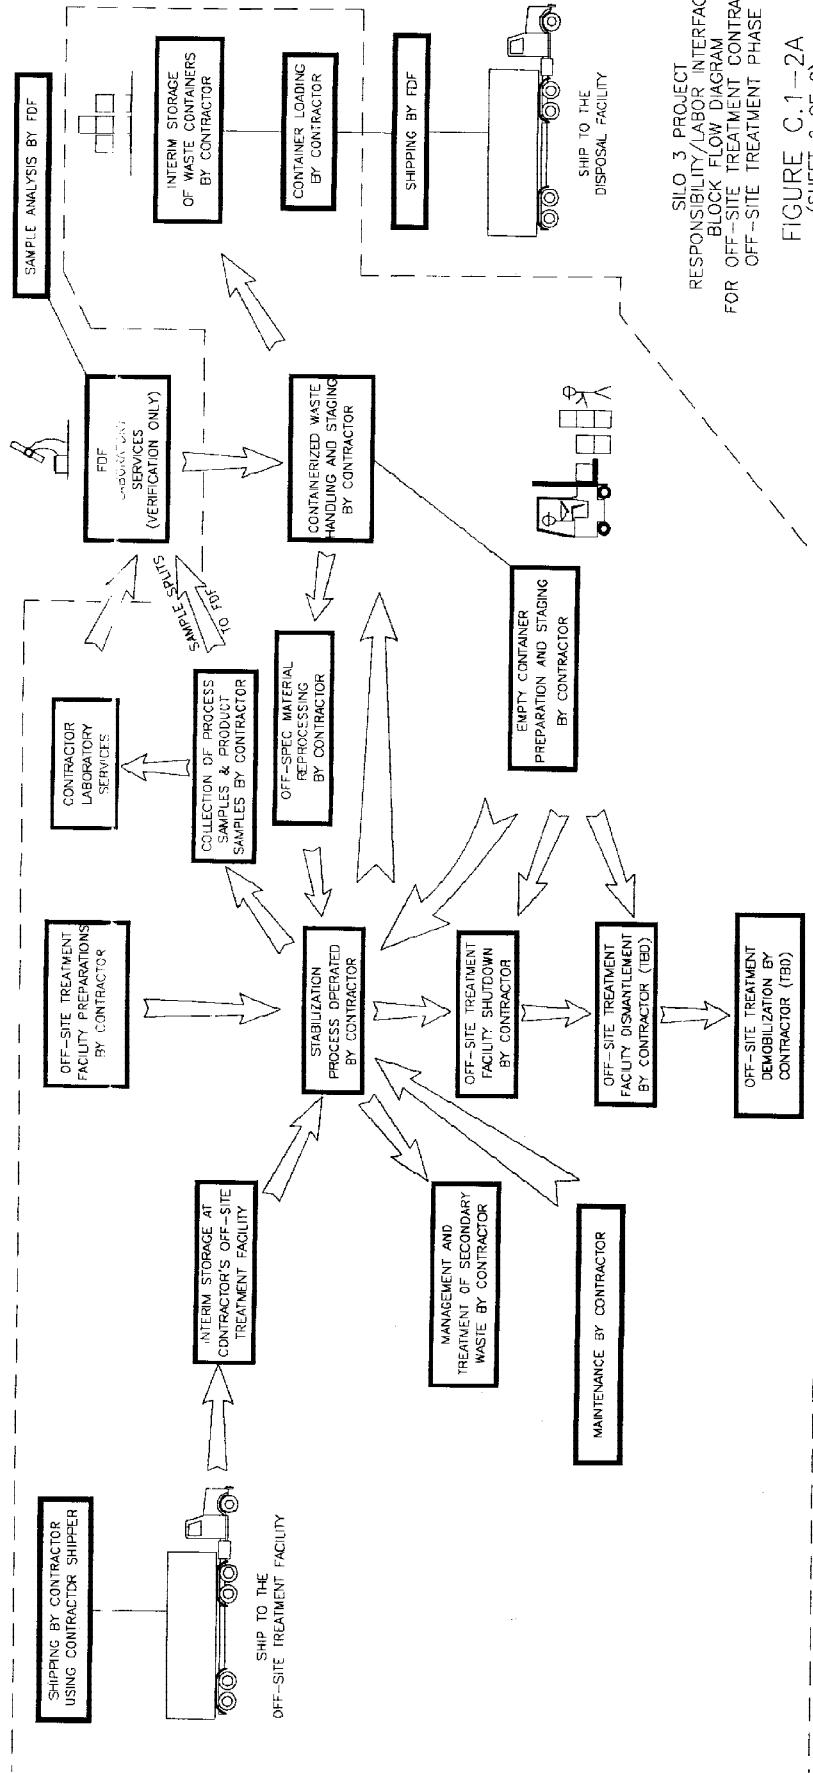 SHIPPING BY CONTRACTOR
USING CONTRACTOR SHIPPER
SHIP TO THE
OFF-SITE TREATMENT FACILITY
INTERIM STORAGE AT
CONTRACTOR'S OFF-SITE
TREATMENT FACILITY
OFF-SITE TREATMENT
FACILITY PREPARATIONS
BY CONTRACTOR
STABILIZATION
PROCESS OPERATED
BY CONTRACTOR
MANAGEMENT AND
TREATMENT OF SECONDARY
WASTE BY CONTRACTOR
MAINTENANCE BY CONTRACTOR
OFF-SITE TREATMENT
FACILITY SHUTDOWN
BY CONTRACTOR
OFF-SITE TREATMENT
FACILITY DISMANTLEMENT
BY CONTRACTOR (TBD)
OFF-SITE TREATMENT
DEMOBILIZATION BY
CONTRACTOR (TBD)
CONTRACTOR
LABORATORY
SERVICES
COLLECTION OF PROCESS
SAMPLES & PRODUCT
SAMPLES BY CONTRACTOR
OFF-SPEC MATERIAL
REPROCESSING
BY CONTRACTOR
SAMPLE SPLITS
TO FDF
EMPTY CONTAINER
PREPARATION AND STAGING
BY CONTRACTOR
SAMPLE ANALYSIS BY FDF
FDF
LABORATORY
SERVICES
(VERIFICATION ONLY)
CONTAINERIZED WASTE
HANDLING AND STAGING
BY CONTRACTOR
INTERIM STORAGE
OF WASTE CONTAINERS
BY CONTRACTOR
CONTAINER LOADING
BY CONTRACTOR
SHIPPING BY FDF
SHIP TO THE
DISPOSAL FACILITY
SILO 3 PROJECT
RESPONSIBILITY/LABOR INTERFAC
BLOCK FLOW DIAGRAM
FOR OFF-SITE TREATMENT CONTRA
OFF-SITE TREATMENT PHASE
FIGURE C.1-2A